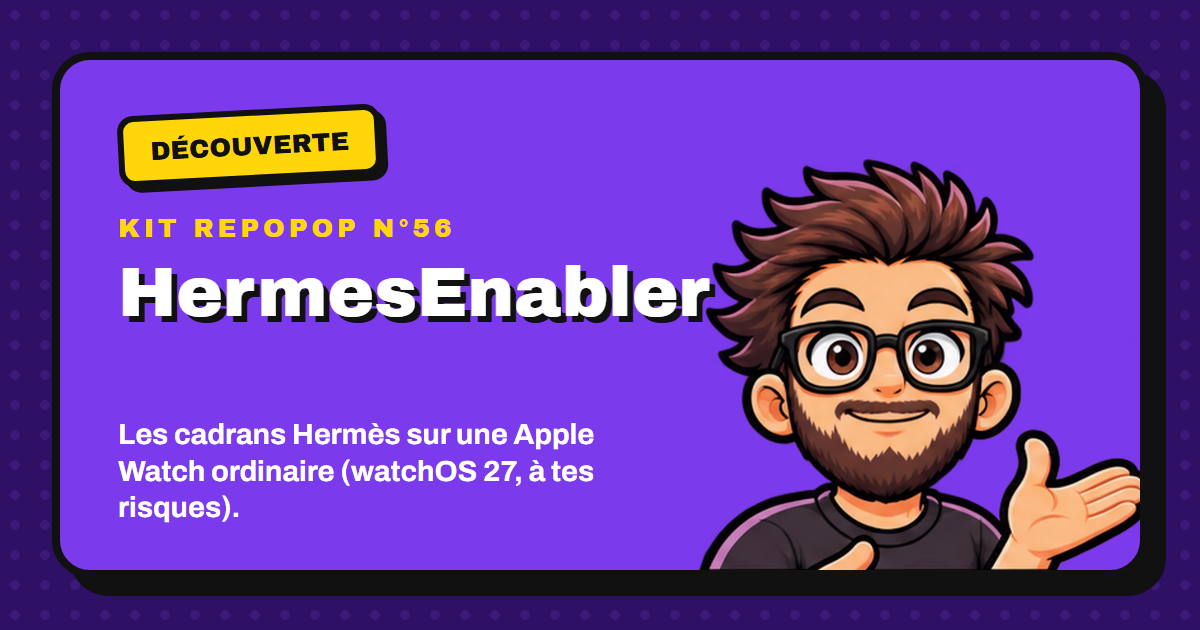 DÉCOUVERTE
KIT REPOPOP N°56
HermesEnabler
Les cadrans Hermès sur une Apple
Watch ordinaire (watchOS 27, à tes
risques).